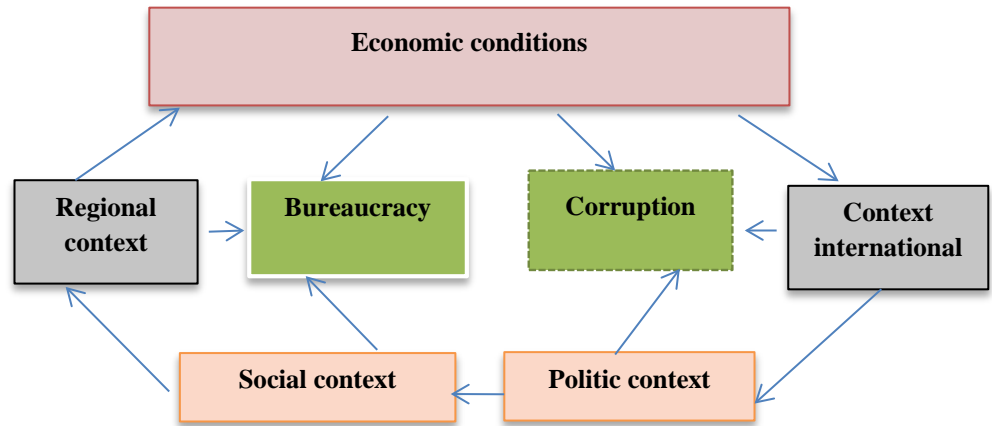 Economic conditions
Regional
context
Bureaucracy
Corruption
Context
international
Social context
Politic context